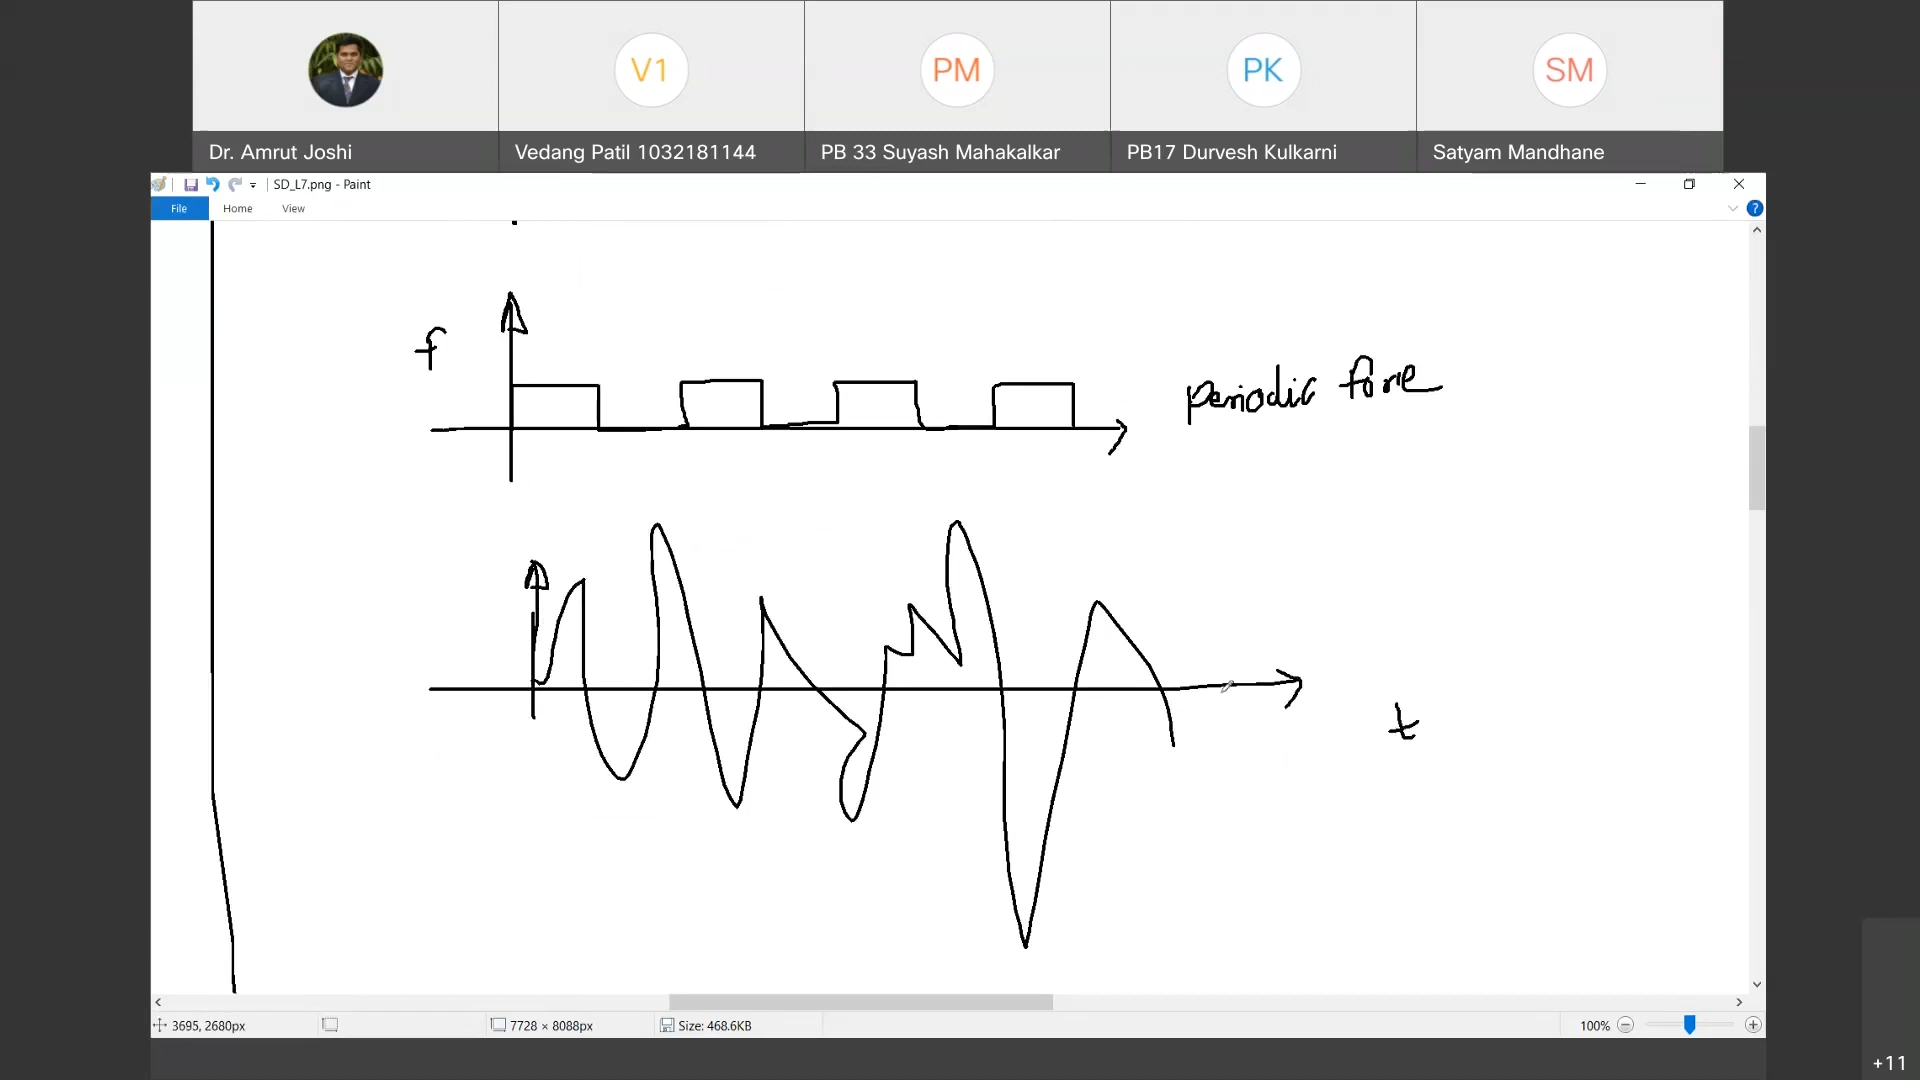 V1
PM
PK
SM
Dr. Amrut Joshi
Vedang Patil 1032181144
PB 33 Suyash Mahakalkar
PB17 Durvesh Kulkarni
Satyam Mandhane
SD_L7.png - Paint
File Home View
?
f
periodic force
t
3695, 2680px
7728 × 8088px
Size: 468.6KB
100%
+11